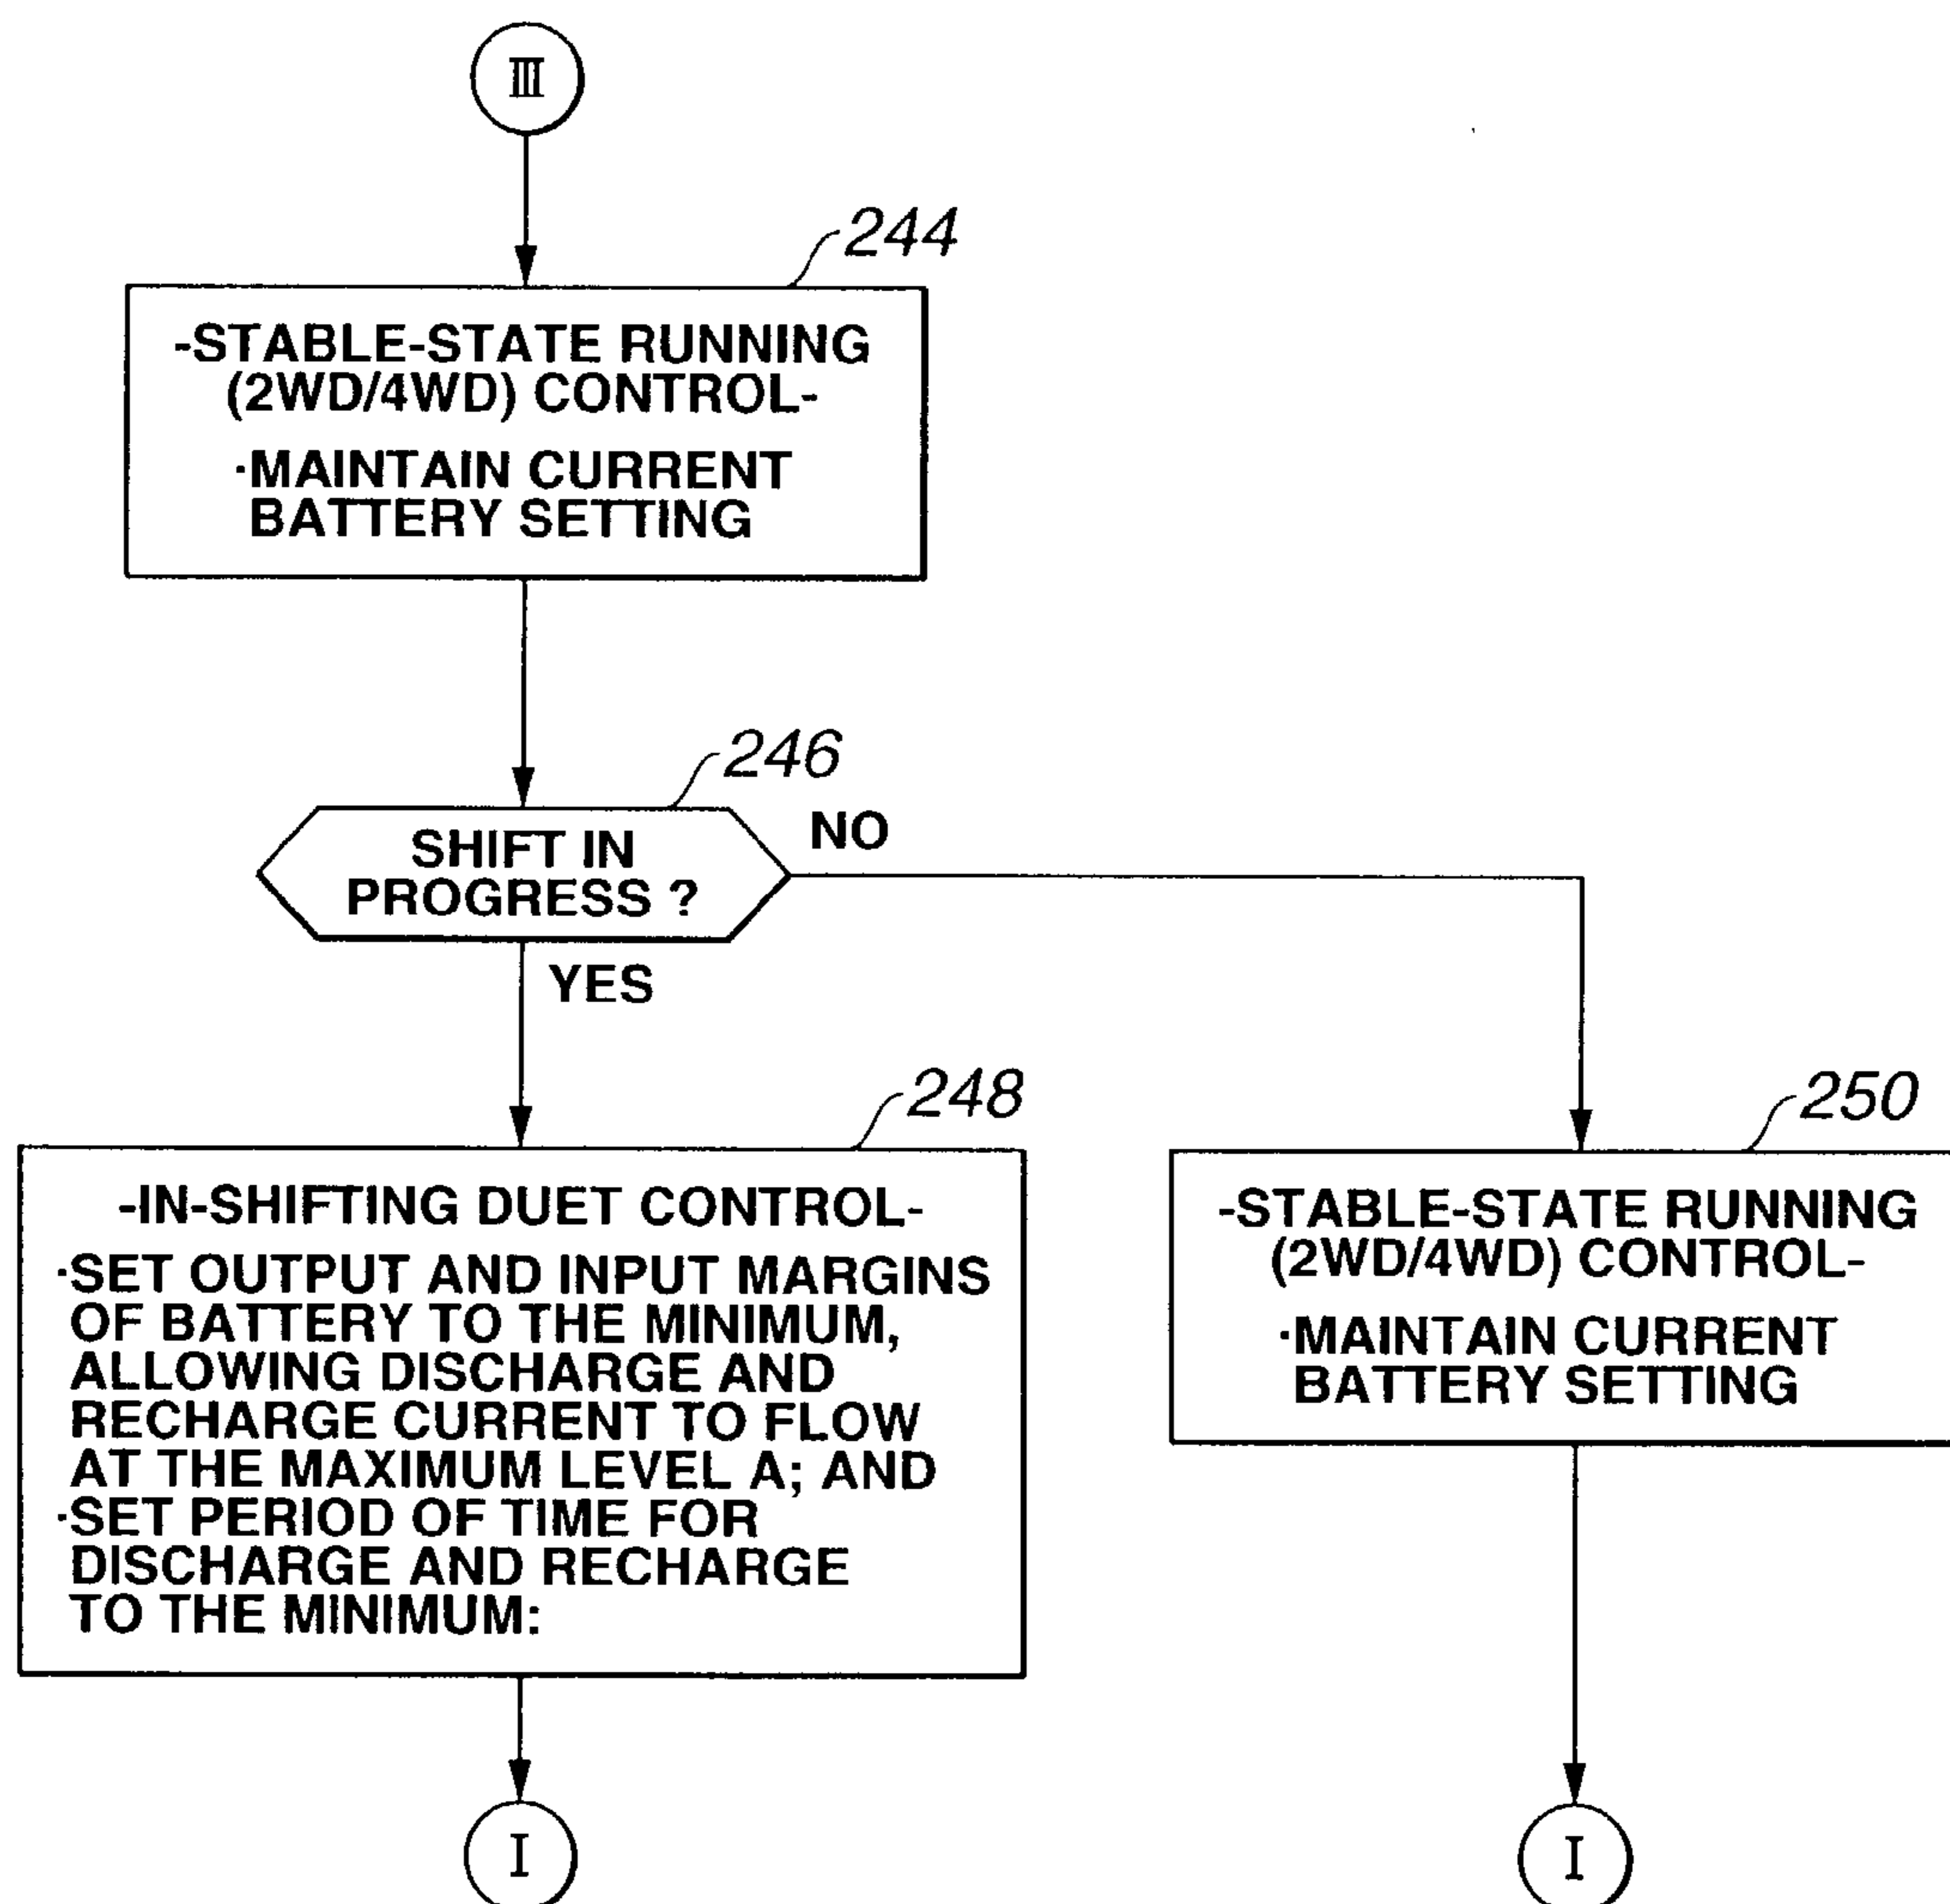 III
244
-STABLE-STATE RUNNING
(2WD/4WD) CONTROL-
·MAINTAIN CURRENT
BATTERY SETTING
246
SHIFT IN
PROGRESS ?
NO
YES
248
-IN-SHIFTING DUET CONTROL-
·SET OUTPUT AND INPUT MARGINS
OF BATTERY TO THE MINIMUM,
ALLOWING DISCHARGE AND
RECHARGE CURRENT TO FLOW
AT THE MAXIMUM LEVEL A; AND
·SET PERIOD OF TIME FOR
DISCHARGE AND RECHARGE
TO THE MINIMUM:
I
250
-STABLE-STATE RUNNING
(2WD/4WD) CONTROL-
·MAINTAIN CURRENT
BATTERY SETTING
I